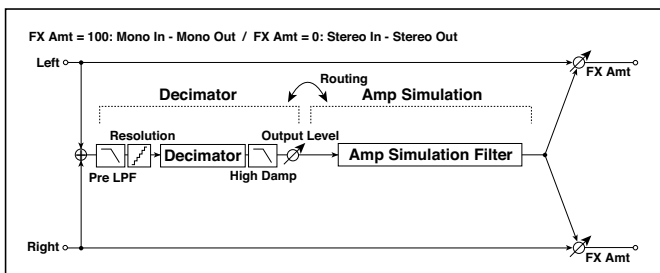 FX Amt = 100: Mono In - Mono Out / FX Amt = 0: Stereo In - Stereo Out
Left
FX Amt
Routing
Decimator
Amp Simulation
Resolution
Output Level
Decimator
Amp Simulation Filter
Pre LPF
High Damp
Right
FX Amt